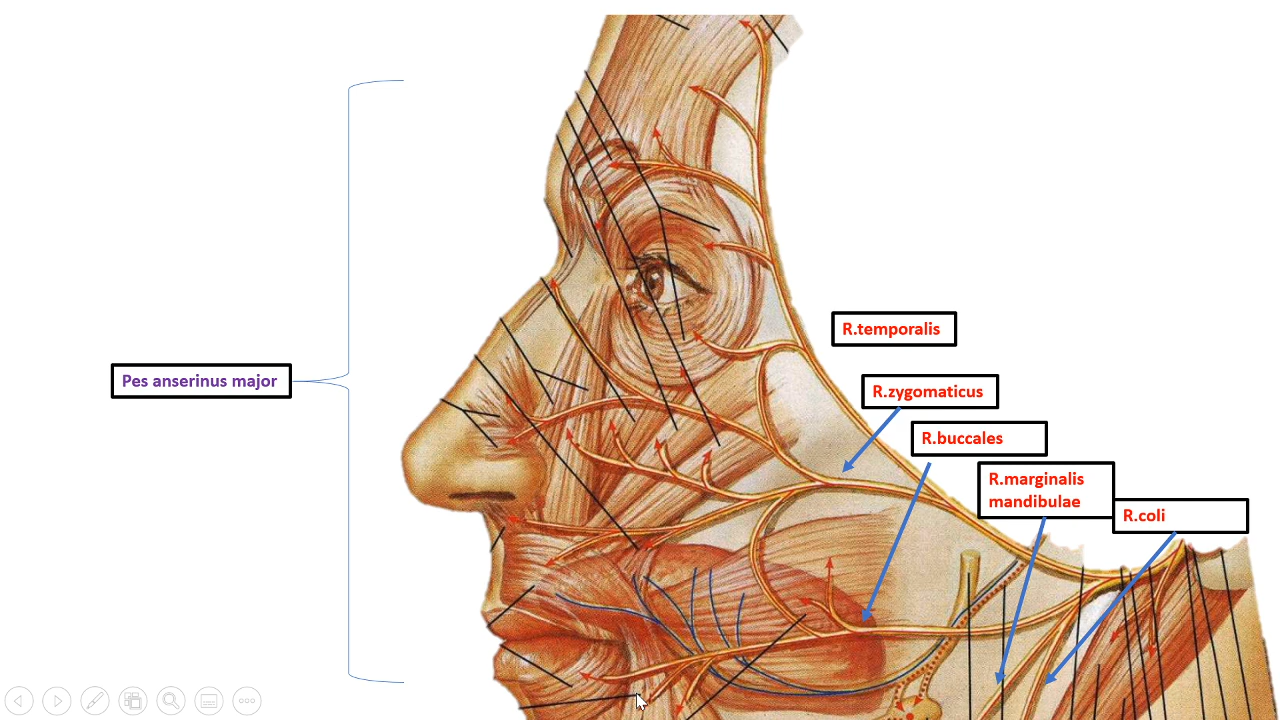 Pes anserinus major
R.temporalis
R.zygomaticus
R.buccales
R.marginalis
mandibulae
R.coli